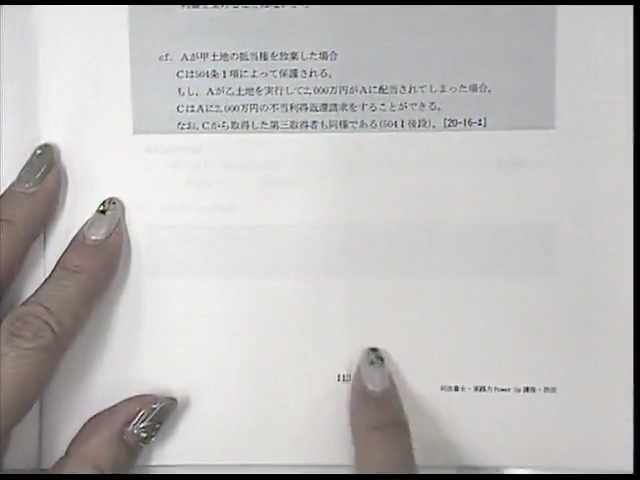 cf. Aが甲土地の抵当権を放棄した場合
Cは504条1項によって保護される。
もし、Aが乙土地を実行して2,000万円がAに配当されてしまった場合、
CはAに2,000万円の不当利得返還請求をすることができる。
なお、Cから取得した第三取得者も同様である(504Ⅰ後段)。[20-16-エ]
113
司法書士・実践力Power Up講座・民法